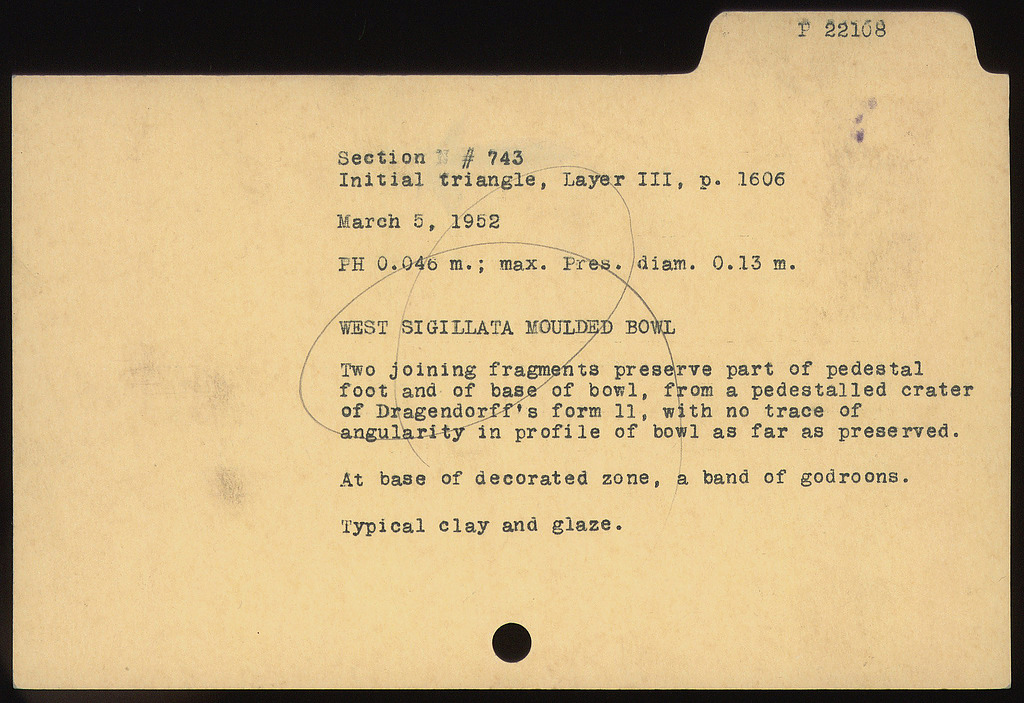 P 22168
Section N # 743
Initial triangle, Layer III, p. 1606
March 5, 1952
PH 0.046 m.; max. Pres. diam. 0.13 m.
WEST SIGILLATA MOULDED BOWL
Two joining fragments preserve part of pedestal
foot and of base of bowl, from a pedestalled crater
of Dragendorff's form 11, with no trace of
angularity in profile of bowl as far as preserved.
At base of decorated zone, a band of godroons.
Typical clay and glaze.